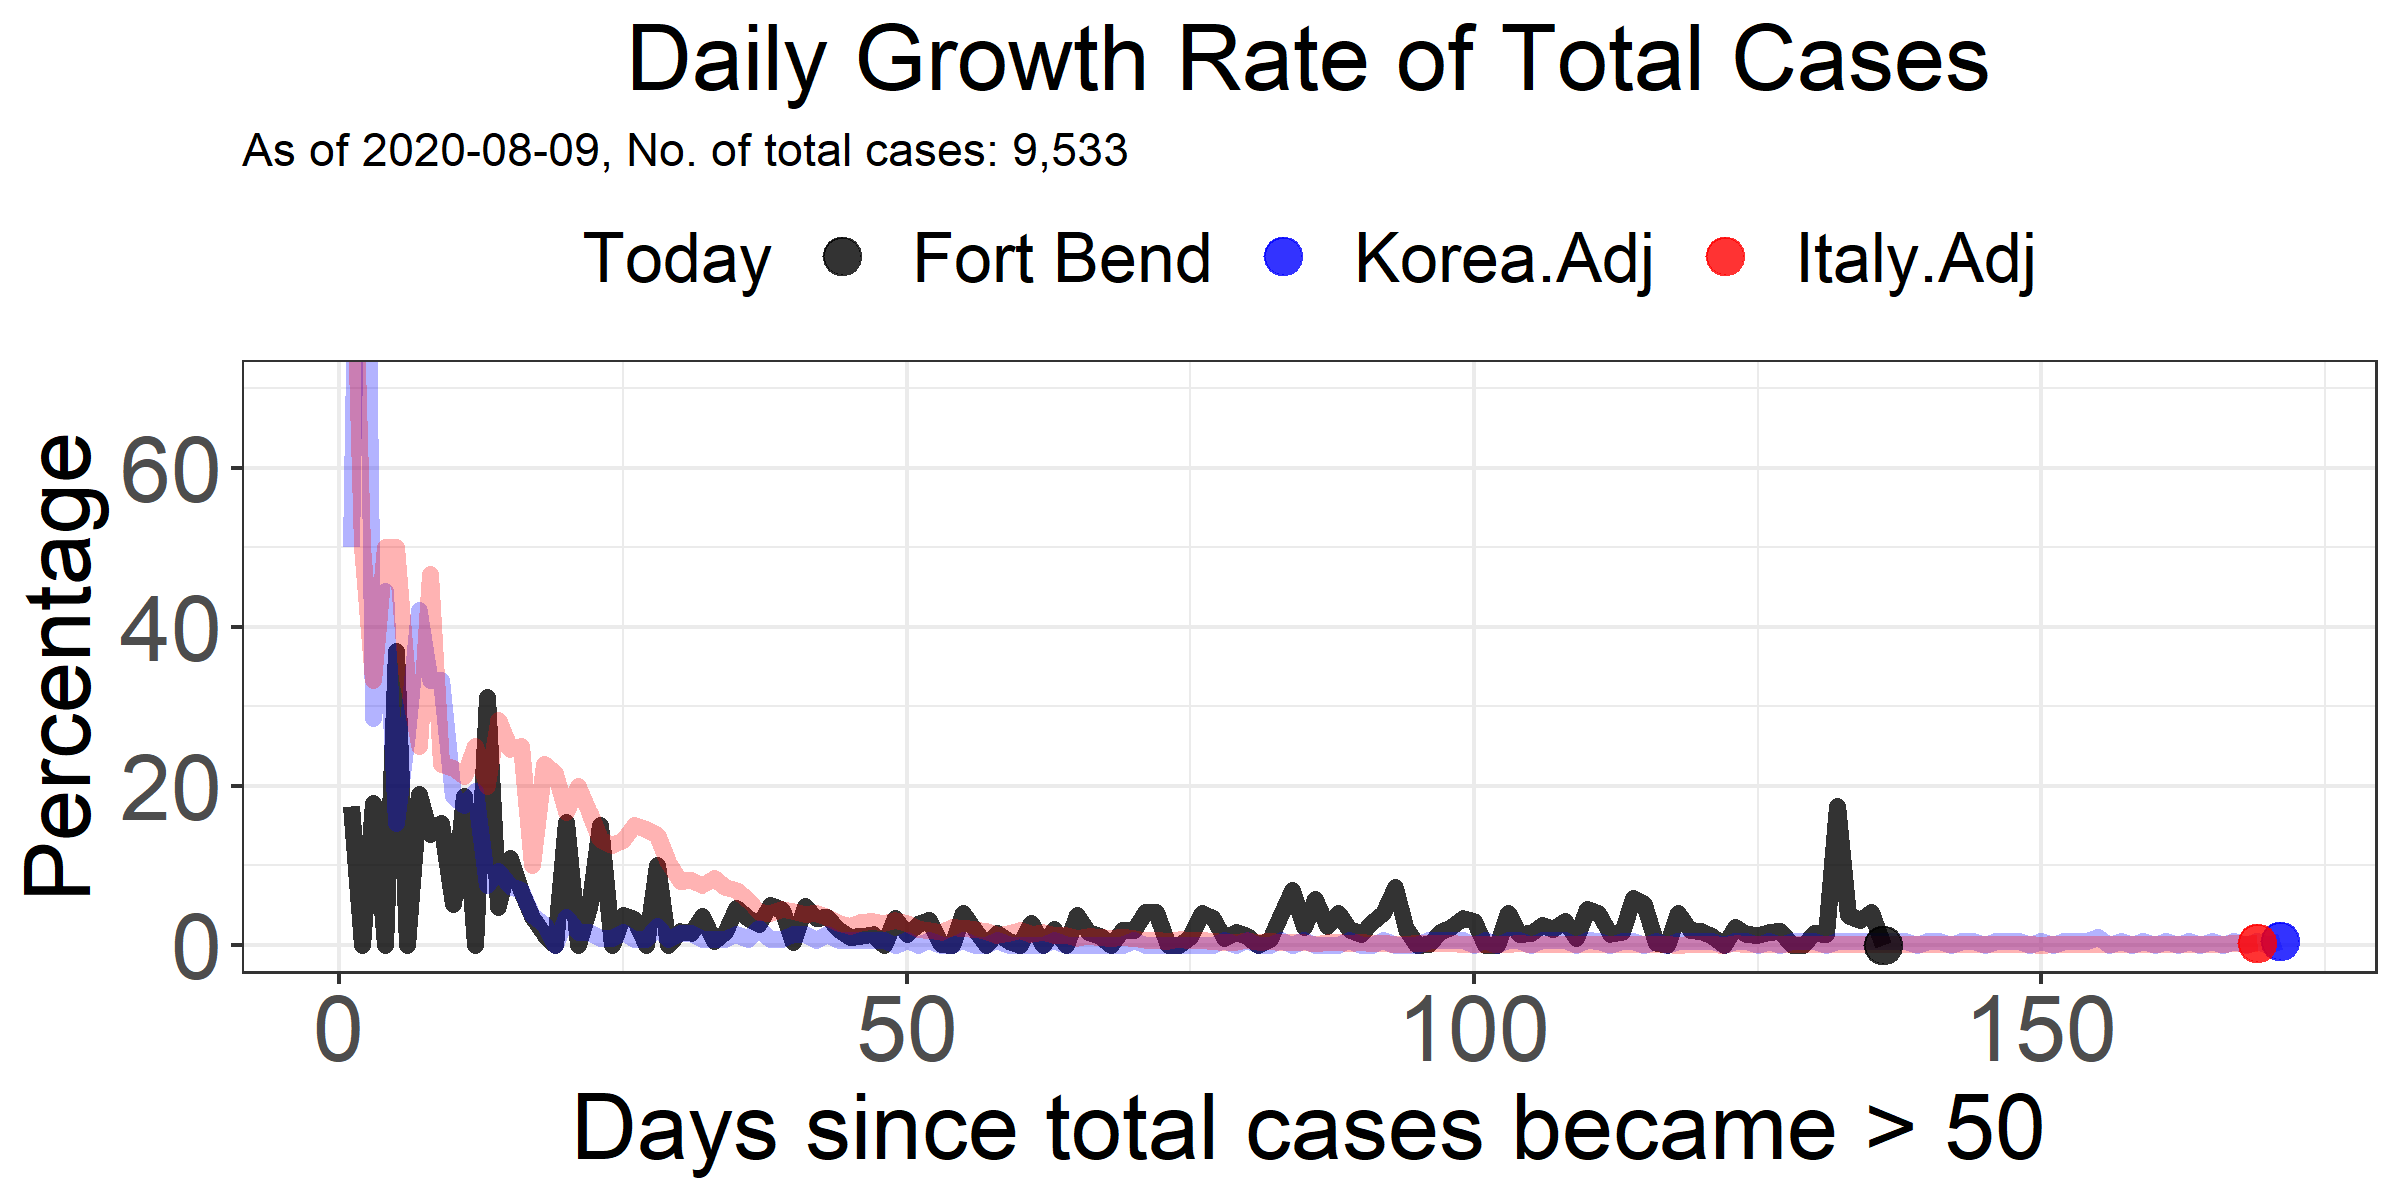 Daily Growth Rate of Total Cases
As of 2020-08-09, No. of total cases: 9,533
Today Fort Bend Korea.Adj Italy.Adj
Percentage
60
40
20
0
0 50 100 150
Days since total cases became > 50